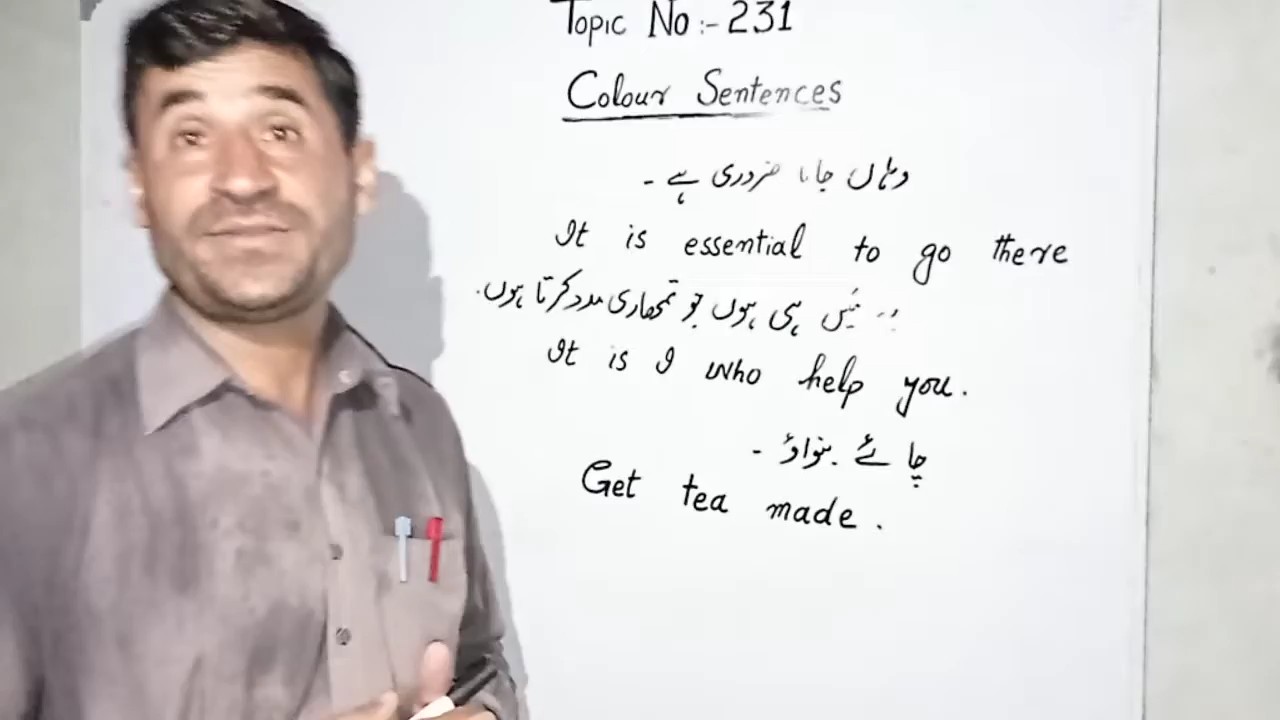 Topic No :- 231
Colour Sentences
وہاں جانا ضروری ہے -
It is essential to go there
یہ میں ہی ہوں جو تمھاری مدد کرتا ہوں.
It is I who help you.
چائے بنواؤ -
Get tea made.